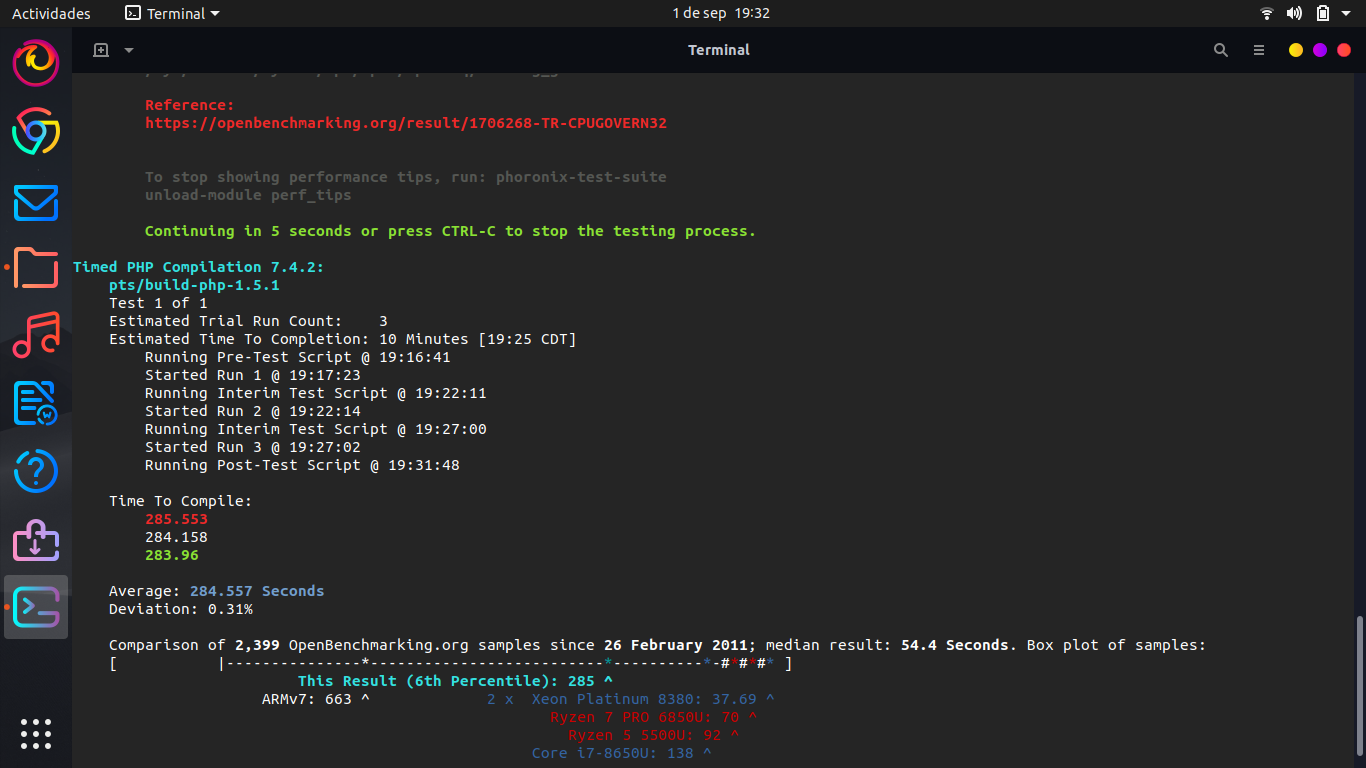 Actividades
Terminal
1 de sep 19:32
Terminal
Reference:
https://openbenchmarking.org/result/1706268-TR-CPUGOVERN32
To stop showing performance tips, run: phoronix-test-suite
unload-module perf_tips
Continuing in 5 seconds or press CTRL-C to stop the testing process.
Timed PHP Compilation 7.4.2:
pts/build-php-1.5.1
Test 1 of 1
Estimated Trial Run Count:    3
Estimated Time To Completion: 10 Minutes [19:25 CDT]
Running Pre-Test Script @ 19:16:41
Started Run 1 @ 19:17:23
Running Interim Test Script @ 19:22:11
Started Run 2 @ 19:22:14
Running Interim Test Script @ 19:27:00
Started Run 3 @ 19:27:02
Running Post-Test Script @ 19:31:48
Time To Compile:
285.553
284.158
283.96
Average: 284.557 Seconds
Deviation: 0.31%
Comparison of 2,399 OpenBenchmarking.org samples since 26 February 2011; median result: 54.4 Seconds. Box plot of samples:
[           |---------------*--------------------------*----------*-#*#*#* ]
This Result (6th Percentile): 285 ^
ARMv7: 663 ^             2 x  Xeon Platinum 8380: 37.69 ^
Ryzen 7 PRO 6850U: 70 ^
Ryzen 5 5500U: 92 ^
Core i7-8650U: 138 ^